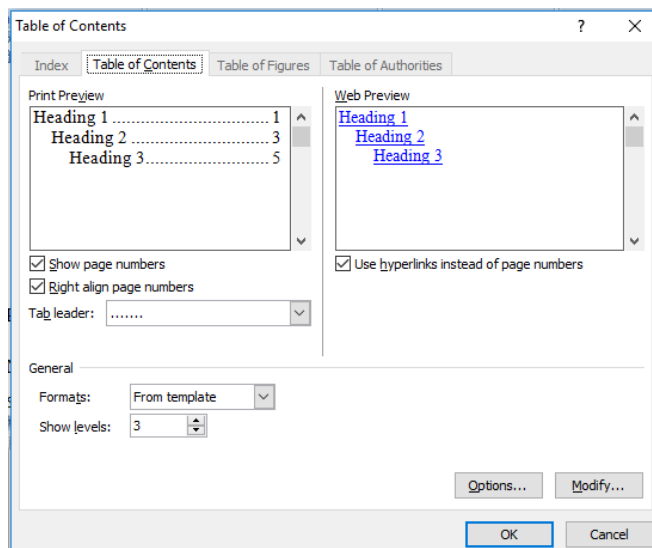 Table of Contents ?
Index Table of Contents Table of Figures Table of Authorities
Print Preview
Heading 1 ................................ 1
Heading 2 ............................ 3
Heading 3......................... 5
Show page numbers
Right align page numbers
Tab leader: .......
Web Preview
Heading 1
Heading 2
Heading 3
Use hyperlinks instead of page numbers
General
Formats: From template
Show levels: 3
Options... Modify...
OK Cancel